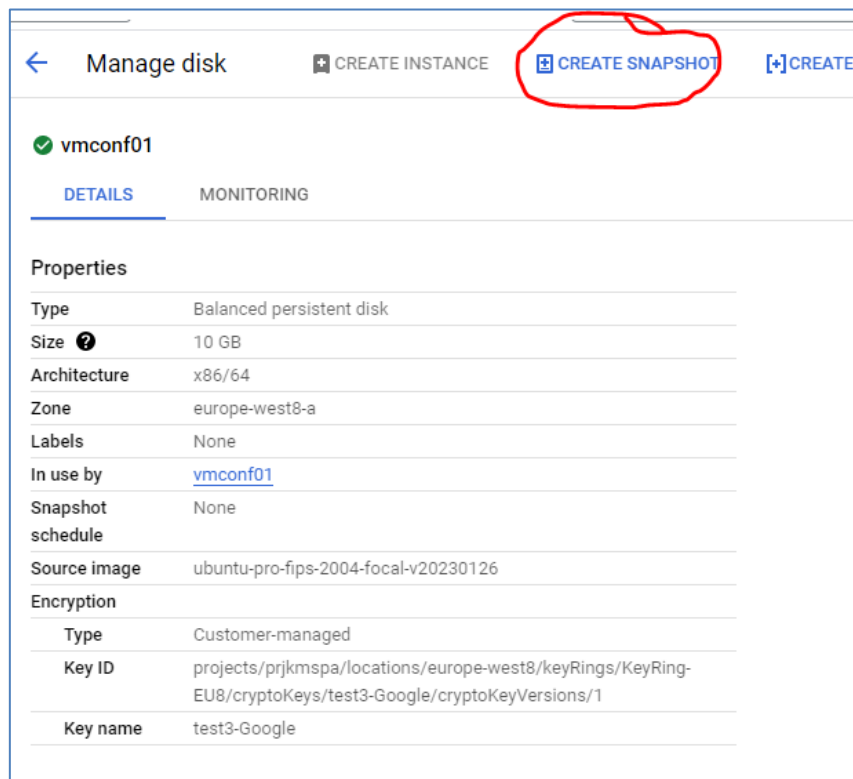 Manage disk CREATE INSTANCE CREATE SNAPSHOT CREATE
vmconf01
DETAILS MONITORING
Properties
Type Balanced persistent disk
Size 10 GB
Architecture x86/64
Zone europe-west8-a
Labels None
In use by vmconf01
Snapshot None
schedule
Source image ubuntu-pro-fips-2004-focal-v20230126
Encryption
Type Customer-managed
Key ID projects/prjkmspa/locations/europe-west8/keyRings/KeyRing-
EU8/cryptoKeys/test3-Google/cryptoKeyVersions/1
Key name test3-Google